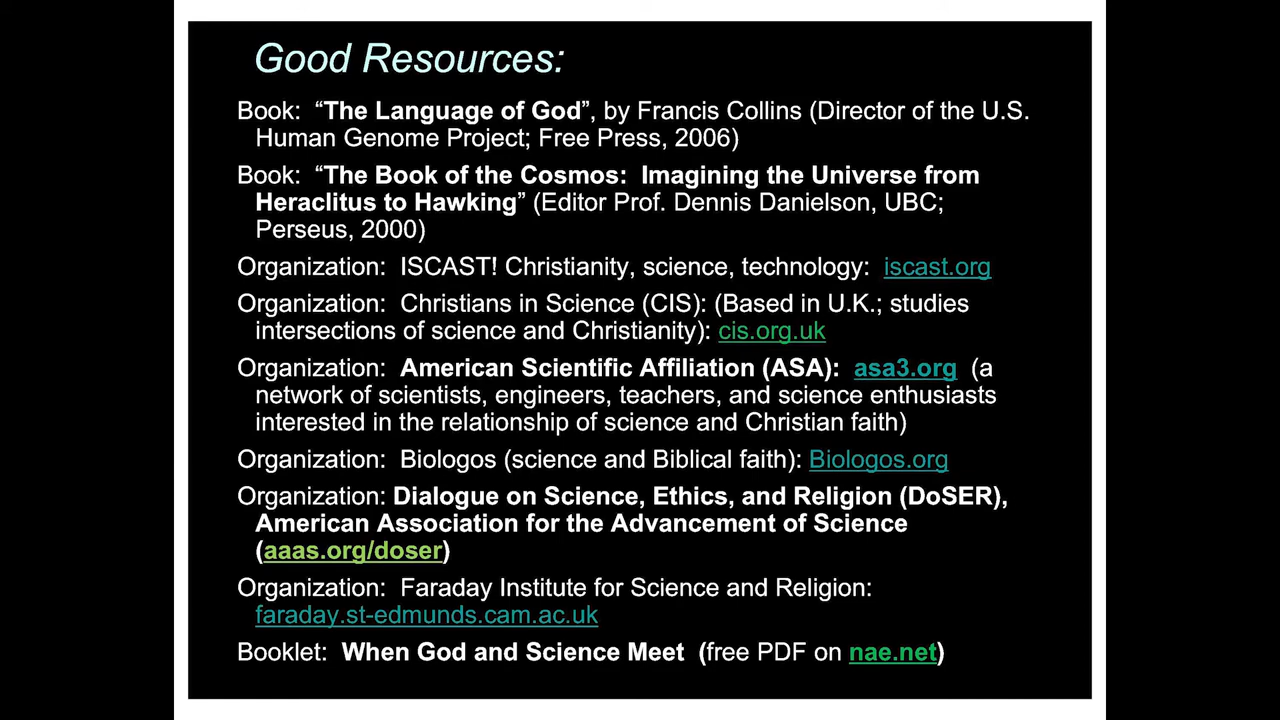 Good Resources:
Book: “The Language of God”, by Francis Collins (Director of the U.S.
Human Genome Project; Free Press, 2006)
Book: “The Book of the Cosmos: Imagining the Universe from
Heraclitus to Hawking” (Editor Prof. Dennis Danielson, UBC;
Perseus, 2000)
Organization: ISCAST! Christianity, science, technology: iscast.org
Organization: Christians in Science (CIS): (Based in U.K.; studies
intersections of science and Christianity): cis.org.uk
Organization: American Scientific Affiliation (ASA): asa3.org (a
network of scientists, engineers, teachers, and science enthusiasts
interested in the relationship of science and Christian faith)
Organization: Biologos (science and Biblical faith): Biologos.org
Organization: Dialogue on Science, Ethics, and Religion (DoSER),
American Association for the Advancement of Science
(aaas.org/doser)
Organization: Faraday Institute for Science and Religion:
faraday.st-edmunds.cam.ac.uk
Booklet: When God and Science Meet (free PDF on nae.net)